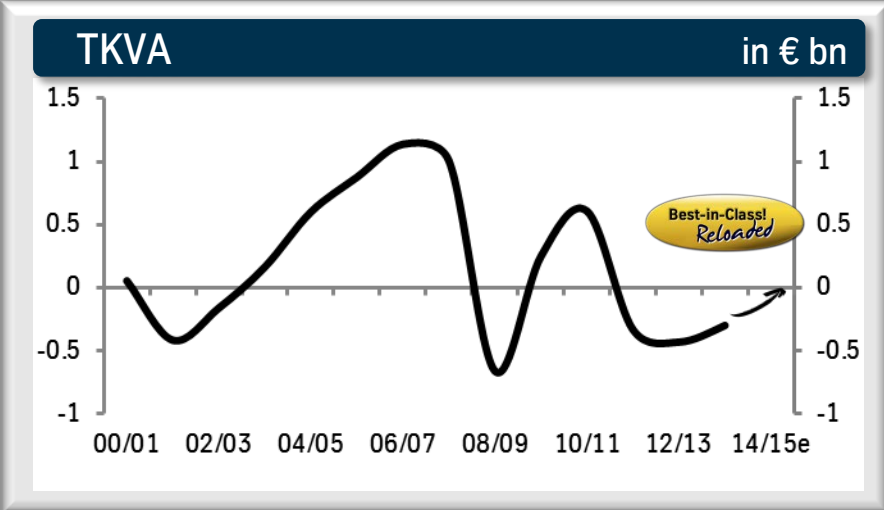 TKVA in € bn
1.5 1.5
1 1
0.5 0.5
Best-in-Class!
Reloaded
0 0
-0.5 -0.5
-1 -1
00/01 02/03 04/05 06/07 08/09 10/11 12/13 14/15e